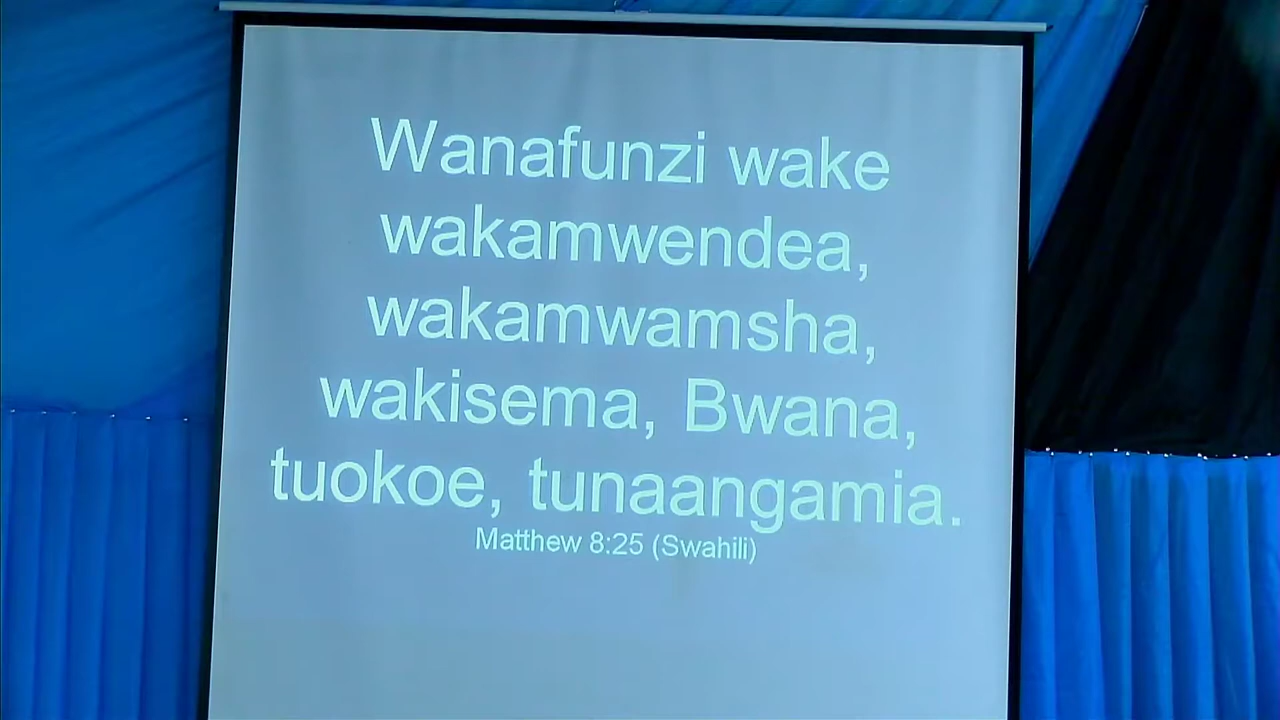 Wanafunzi wake
wakamwendea,
wakamwamsha,
wakisema, Bwana,
tuokoe, tunaangamia.
Matthew 8:25 (Swahili)